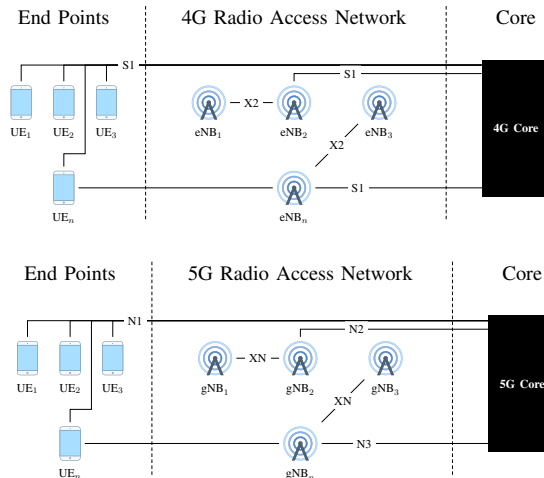 End Points 4G Radio Access Network Core
S1
S1
X2
UE1 UE2 UE3 eNB1 eNB2 eNB3
4G Core
X2
S1
UEn eNBn
End Points 5G Radio Access Network Core
N1
N2
XN
UE1 UE2 UE3 gNB1 gNB2 gNB3
5G Core
XN
N3
UEn gNBn